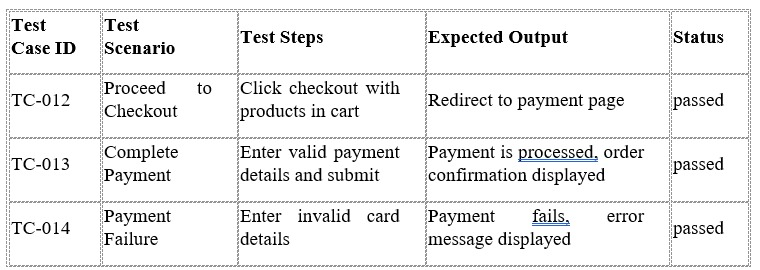 Test Case ID
Test Scenario
Test Steps
Expected Output
Status
TC-012
Proceed to
Checkout
Click checkout with
products in cart
Redirect to payment page
passed
TC-013
Complete
Payment
Enter valid payment
details and submit
Payment is processed, order
confirmation displayed
passed
TC-014
Payment
Failure
Enter invalid card
details
Payment fails, error
message displayed
passed